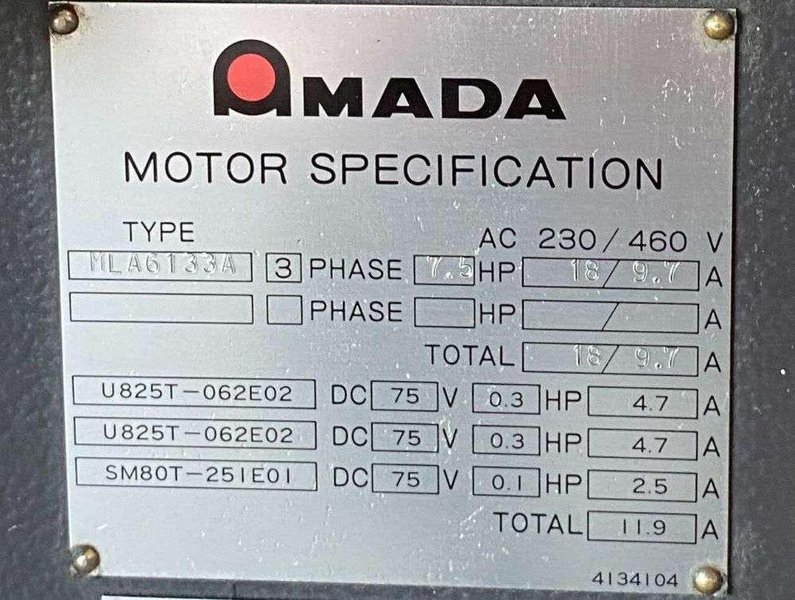 AMADA
MOTOR SPECIFICATION
TYPE AC 230/460 V
MLA6133A 3 PHASE 7.5 HP 18/9.7 A
PHASE HP / A
TOTAL 18/9.7 A
U825T-062E02 DC 75 V 0.3 HP 4.7 A
U825T-062E02 DC 75 V 0.3 HP 4.7 A
SM80T-251E01 DC 75 V 0.1 HP 2.5 A
TOTAL 11.9 A
4134104